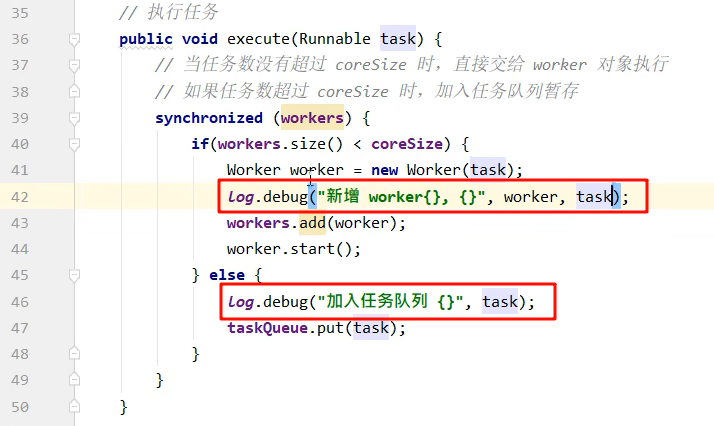 35 // 执行任务
36 public void execute(Runnable task) {
37 // 当任务数没有超过 coreSize 时，直接交给 worker 对象执行
38 // 如果任务数超过 coreSize 时，加入任务队列暂存
39 synchronized (workers) {
40 if(workers.size() < coreSize) {
41 Worker worker = new Worker(task);
42 log.debug("新增 worker{}, {}", worker, task);
43 workers.add(worker);
44 worker.start();
45 } else {
46 log.debug("加入任务队列 {}", task);
47 taskQueue.put(task);
48 }
49 }
50 }